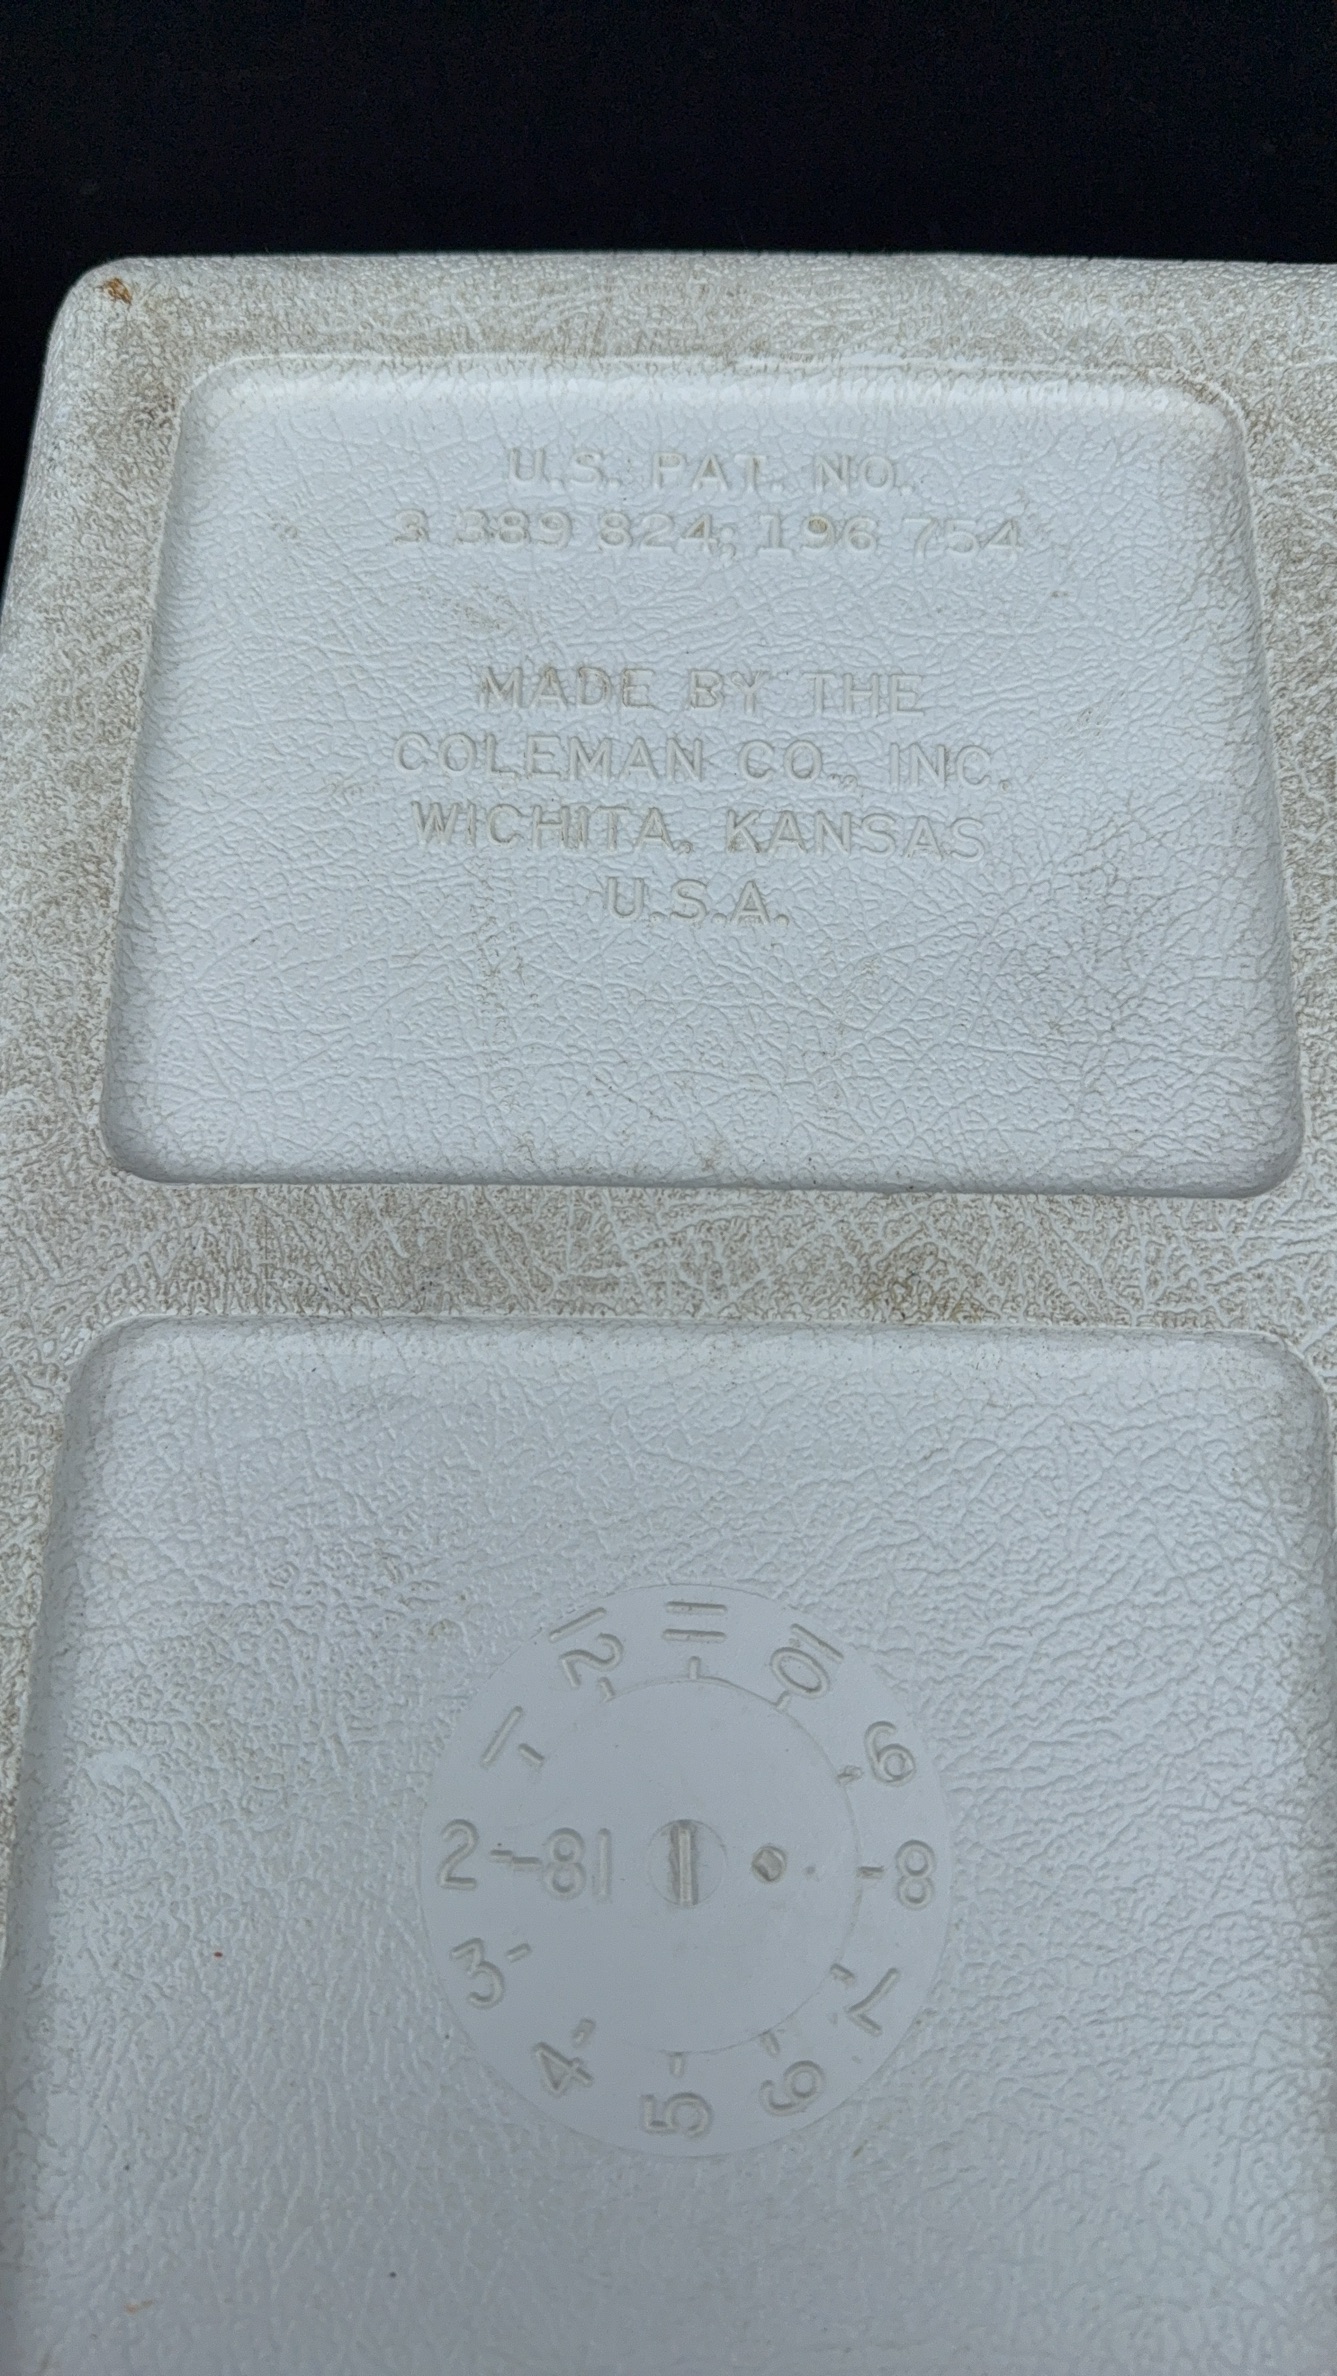 U.S. PAT. NO.
3 389 824; 196 754
MADE BY THE
COLEMAN CO., INC.
WICHITA, KANSAS
U.S.A.
12 11 10
1 9
2--81 8
3 7
4 5 6